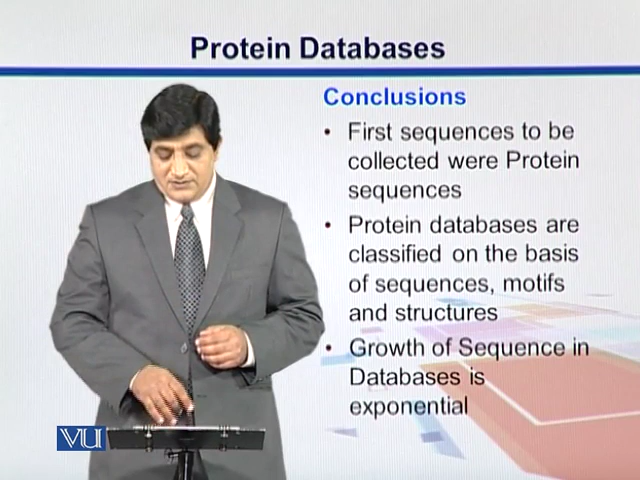 Protein Databases
Conclusions
• First sequences to be
collected were Protein
sequences
• Protein databases are
classified on the basis
of sequences, motifs
and structures
• Growth of Sequence in
Databases is
exponential
VU